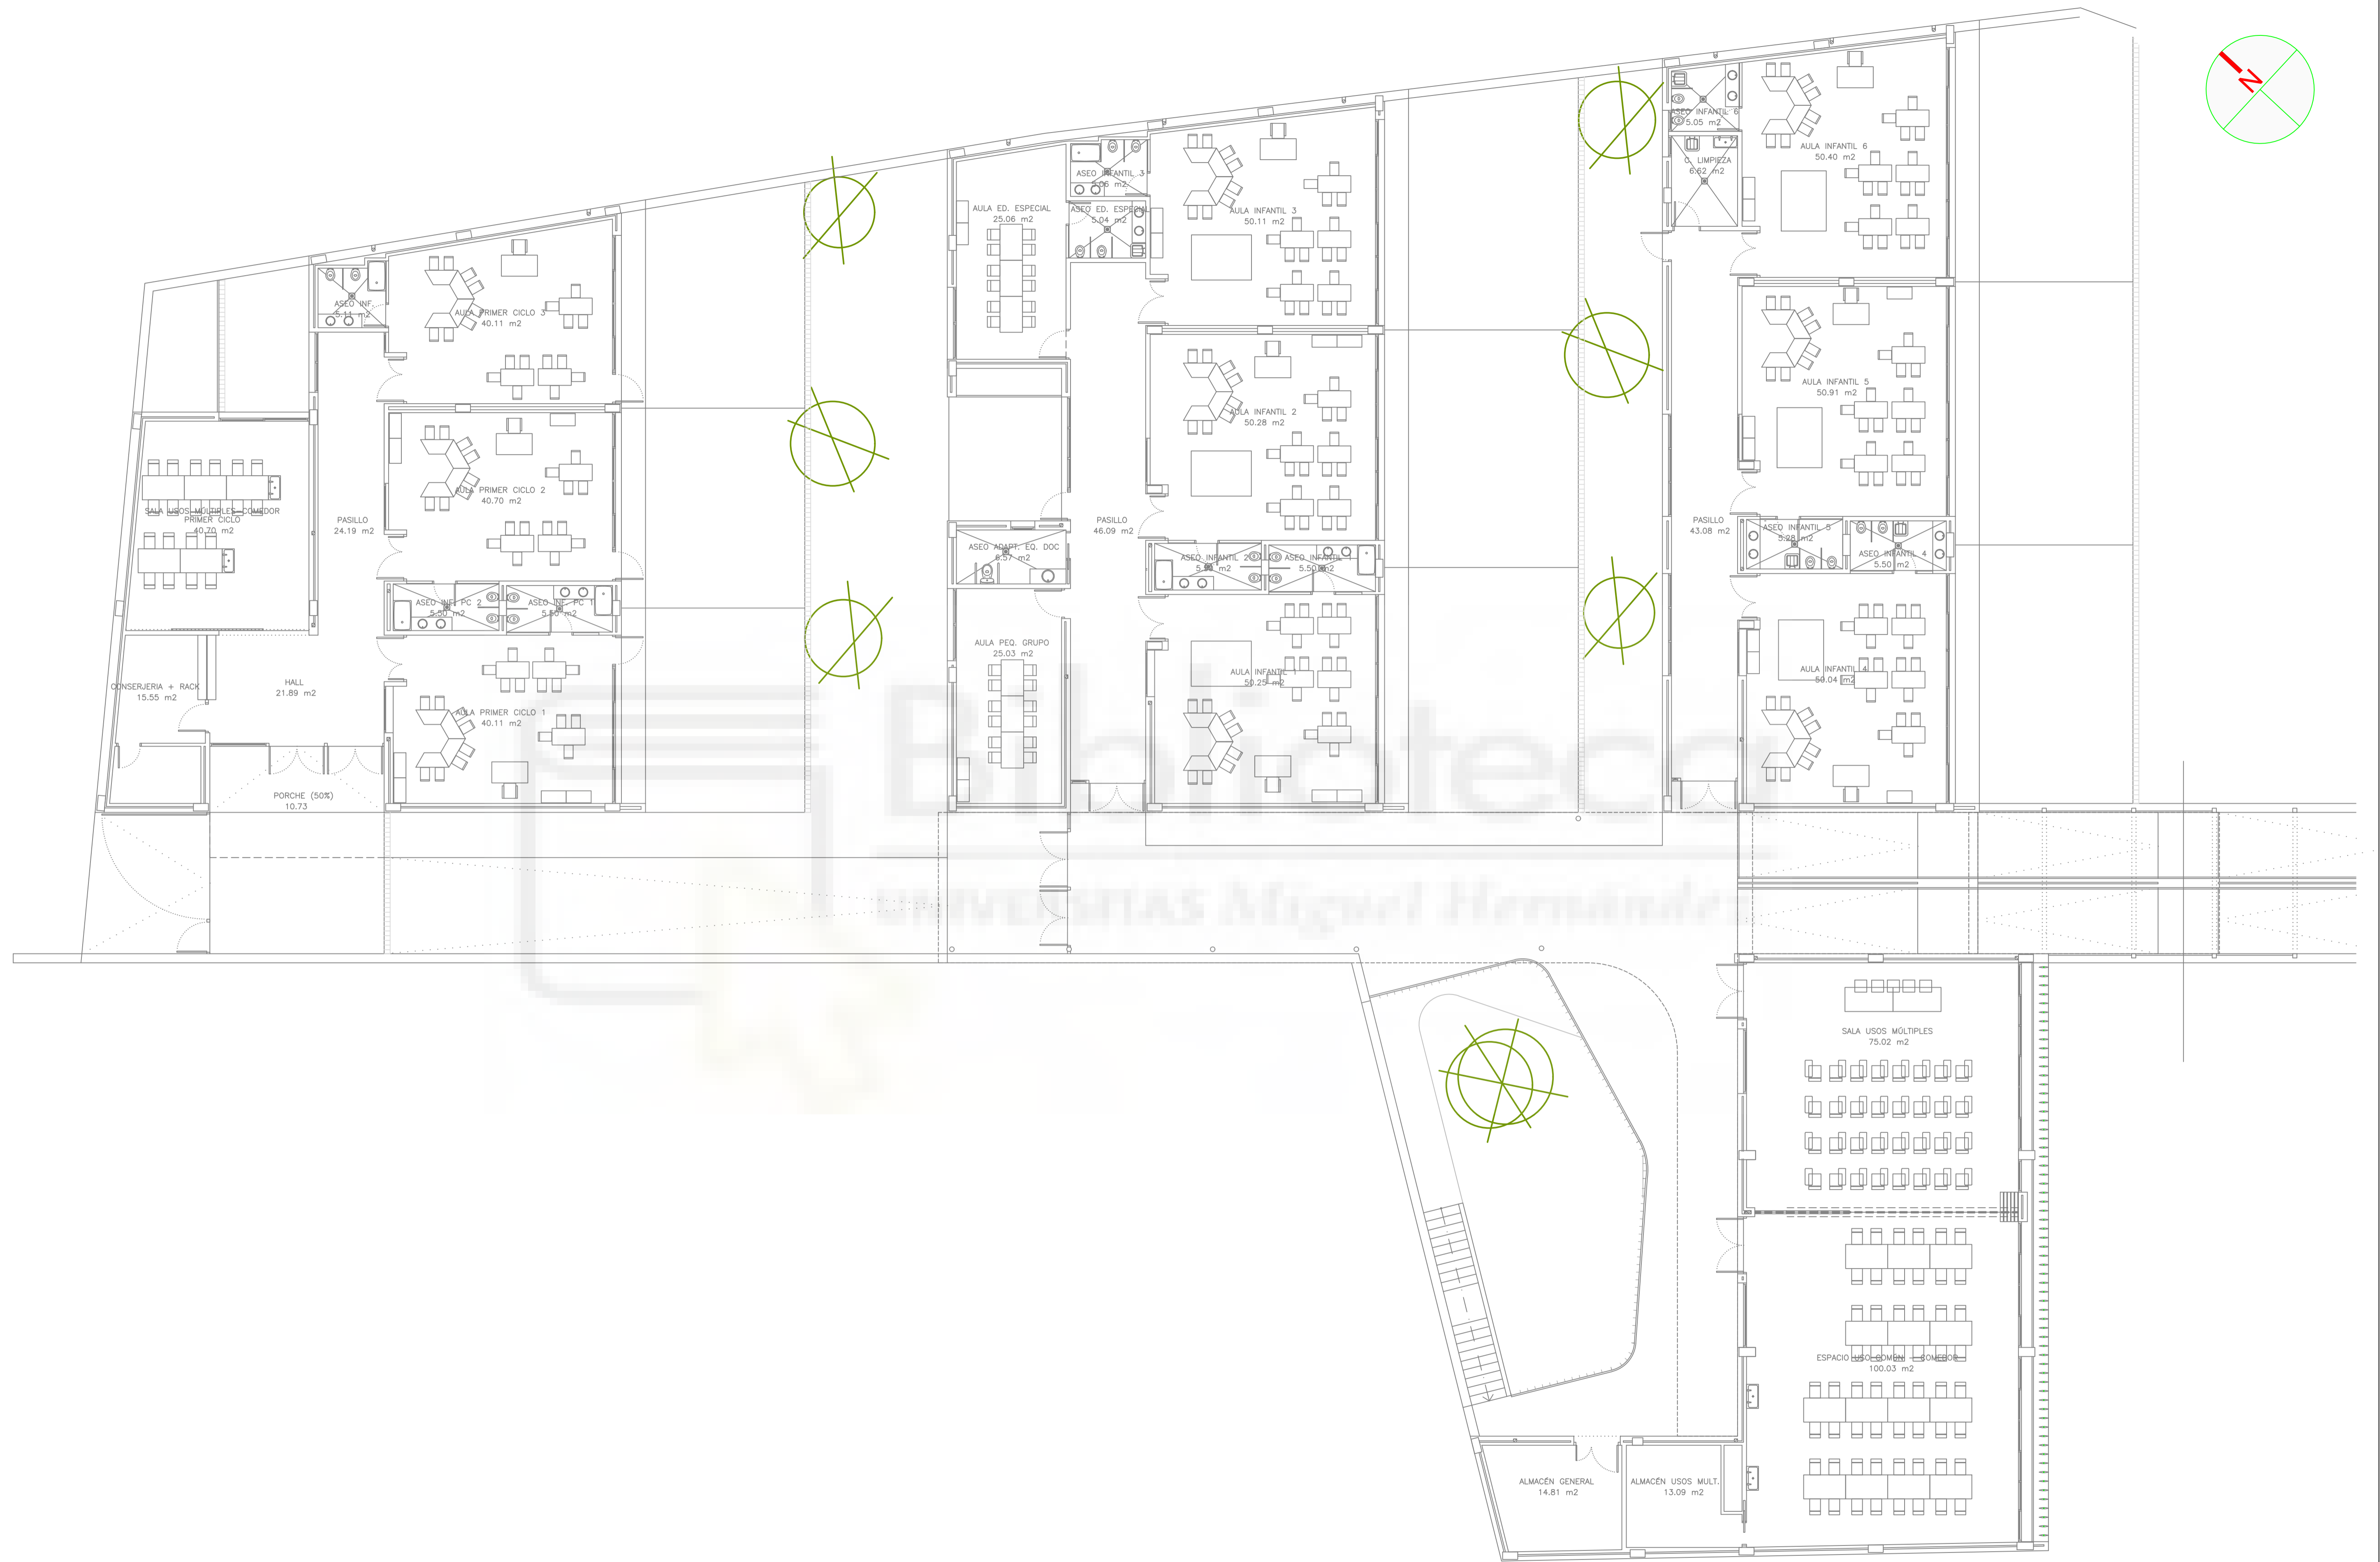 N
ASEO INFANTIL 6
5.05 m2
C. LIMPIEZA
6.62 m2
AULA INFANTIL 6
50.40 m2
ASEO INFANTIL 3
5.06 m2
ASEO ED. ESPECIAL
5.04 m2
AULA ED. ESPECIAL
25.06 m2
AULA INFANTIL 3
50.11 m2
ASEO INF.
5.11 m2
AULA PRIMER CICLO 3
40.11 m2
AULA INFANTIL 5
50.91 m2
AULA INFANTIL 2
50.28 m2
AULA PRIMER CICLO 2
40.70 m2
SALA USOS MÚLTIPLES-COMEDOR
PRIMER CICLO
40.70 m2
PASILLO
24.19 m2
PASILLO
46.09 m2
PASILLO
43.08 m2
ASEO INFANTIL 5
5.28 m2
ASEO INFANTIL 4
5.50 m2
ASEO ADAPT. EQ. DOC
6.57 m2
ASEO INFANTIL 2
m2
ASEO INFANTIL 1
5.50 m2
ASEO INF. PC 2
5.50 m2
ASEO INF. PC 1
5.50 m2
AULA PEQ. GRUPO
25.03 m2
AULA INFANTIL 1
50.25 m2
AULA INFANTIL 4
50.04 m2
CONSERJERIA + RACK
15.55 m2
HALL
21.89 m2
AULA PRIMER CICLO 1
40.11 m2
PORCHE (50%)
10.73
Biblioteca
UNIVERSITAS Miguel Hernández
SALA USOS MÚLTIPLES
75.02 m2
ESPACIO USO COMÚN - COMEDOR
100.03 m2
ALMACÉN GENERAL
14.81 m2
ALMACÉN USOS MULT.
13.09 m2